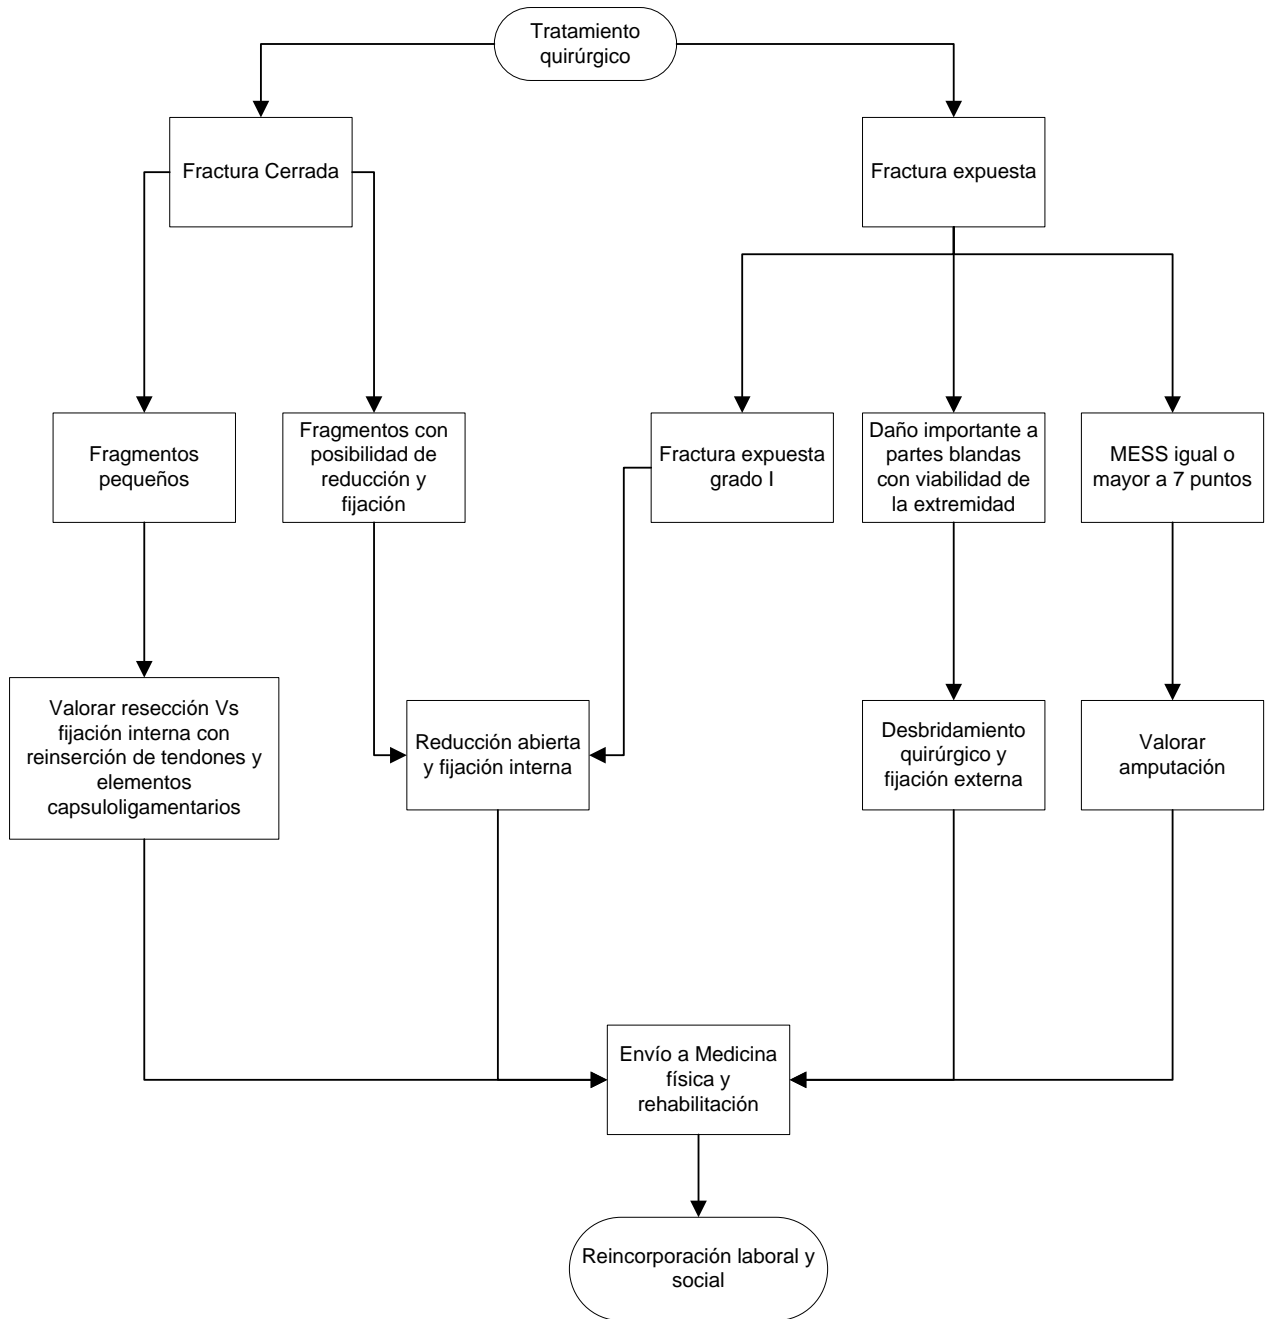 Tratamiento
quirúrgico
Fractura Cerrada
Fractura expuesta
Fragmentos
pequeños
Fragmentos con
posibilidad de
reducción y
fijación
Fractura expuesta
grado I
Daño importante a
partes blandas
con viabilidad de
la extremidad
MESS igual o
mayor a 7 puntos
Valorar resección Vs
fijación interna con
reinserción de tendones y
elementos
capsuloligamentarios
Reducción abierta
y fijación interna
Desbridamiento
quirúrgico y
fijación externa
Valorar
amputación
Envío a Medicina
física y
rehabilitación
Reincorporación laboral y
social